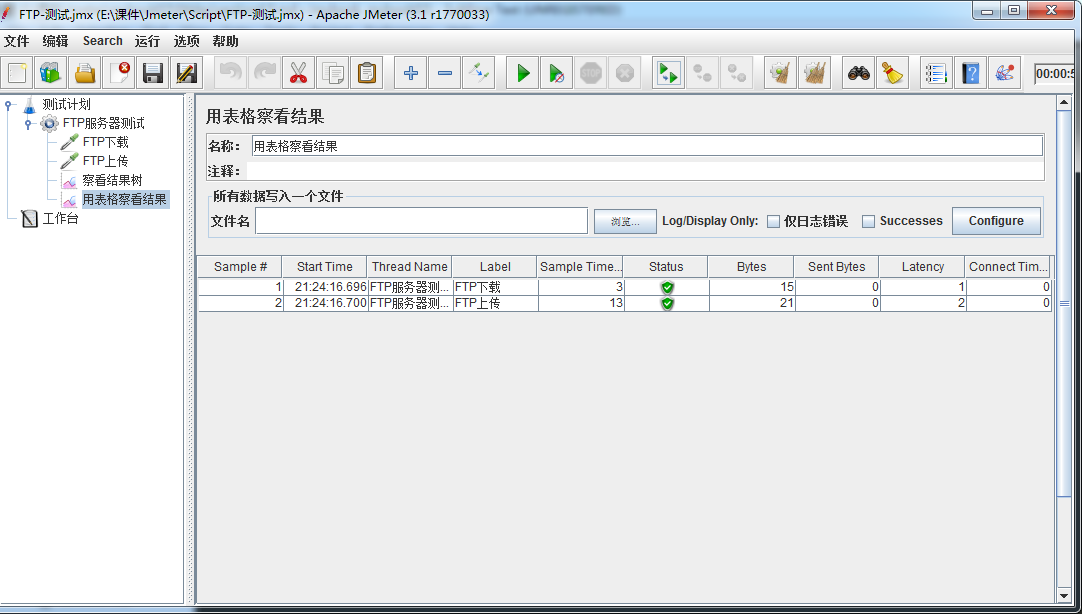 FTP-测试.jmx (E:\课件\Jmeter\Script\FTP-测试.jmx) - Apache JMeter (3.1 r1770033)
文件 编辑 Search 运行 选项 帮助
STOP
00:00:5
测试计划
FTP服务器测试
FTP下载
FTP上传
察看结果树
用表格察看结果
工作台
用表格察看结果
名称： 用表格察看结果
注释：
所有数据写入一个文件
文件名 浏览... Log/Display Only: 仅日志错误 Successes Configure
Sample # Start Time Thread Name Label Sample Time... Status Bytes Sent Bytes Latency Connect Tim...
1 21:24:16.696 FTP服务器测... FTP下载 3 15 0 1 0
2 21:24:16.700 FTP服务器测... FTP上传 13 21 0 2 0